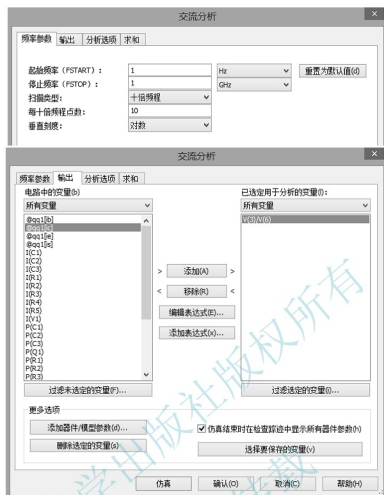 交流分析
×
频率参数 输出 分析选项 求和
起始频率（FSTART）： 1 Hz 重置为默认值(d)
停止频率（FSTOP）： 1 GHz
扫描类型： 十倍频程
每十倍频程点数： 10
垂直刻度： 对数
交流分析
×
频率参数 输出 分析选项 求和
电路中的变量(b) 已选定用于分析的变量(I)：
所有变量 所有变量
@qq1[ib] V(3)/V(6)
@qq1[ic]
@qq1[ie]
@qq1[is]
I(C1)
I(C2)
I(C3)
I(R1)
I(R2)
I(R3)
I(R4)
I(R5)
I(V1)
P(C1)
P(C2)
P(C3)
P(Q1)
P(R1)
P(R2)
P(R3)
> 添加(A) >
< 移除(R) <
编辑表达式(E)...
添加表达式(x)...
过滤未选定的变量(F)... 过滤选定的变量(i)...
更多选项
添加器件/模型参数(d)... 仿真结束时在检查踪迹中显示所有器件参数(h)
删除选定的变量(s) 选择要保存的变量(v)
仿真 确认(O) 取消(C) 帮助(H)
学出版社版权所有